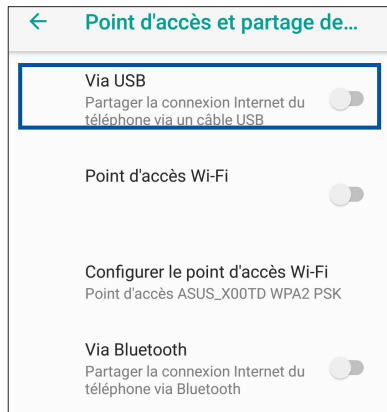 Point d'accès et partage de...
Via USB
Partager la connexion Internet du
téléphone via un câble USB
Point d'accès Wi-Fi
Configurer le point d'accès Wi-Fi
Point d'accès ASUS_X00TD WPA2 PSK
Via Bluetooth
Partager la connexion Internet du
téléphone via Bluetooth